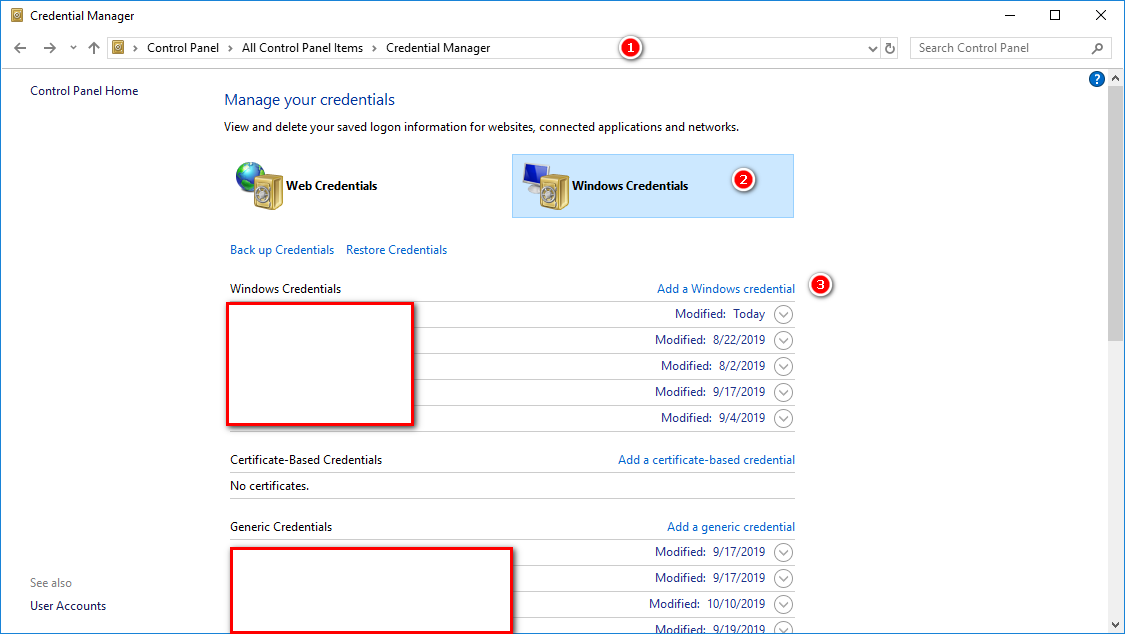 Credential Manager
Control Panel > All Control Panel Items > Credential Manager 1 Search Control Panel
Control Panel Home
?
Manage your credentials
View and delete your saved logon information for websites, connected applications and networks.
Web Credentials
Windows Credentials 2
Back up Credentials Restore Credentials
Windows Credentials Add a Windows credential 3
Modified: Today
Modified: 8/22/2019
Modified: 8/2/2019
Modified: 9/17/2019
Modified: 9/4/2019
Certificate-Based Credentials Add a certificate-based credential
No certificates.
Generic Credentials Add a generic credential
Modified: 9/17/2019
Modified: 9/17/2019
Modified: 10/10/2019
Modified: 9/19/2019
See also
User Accounts